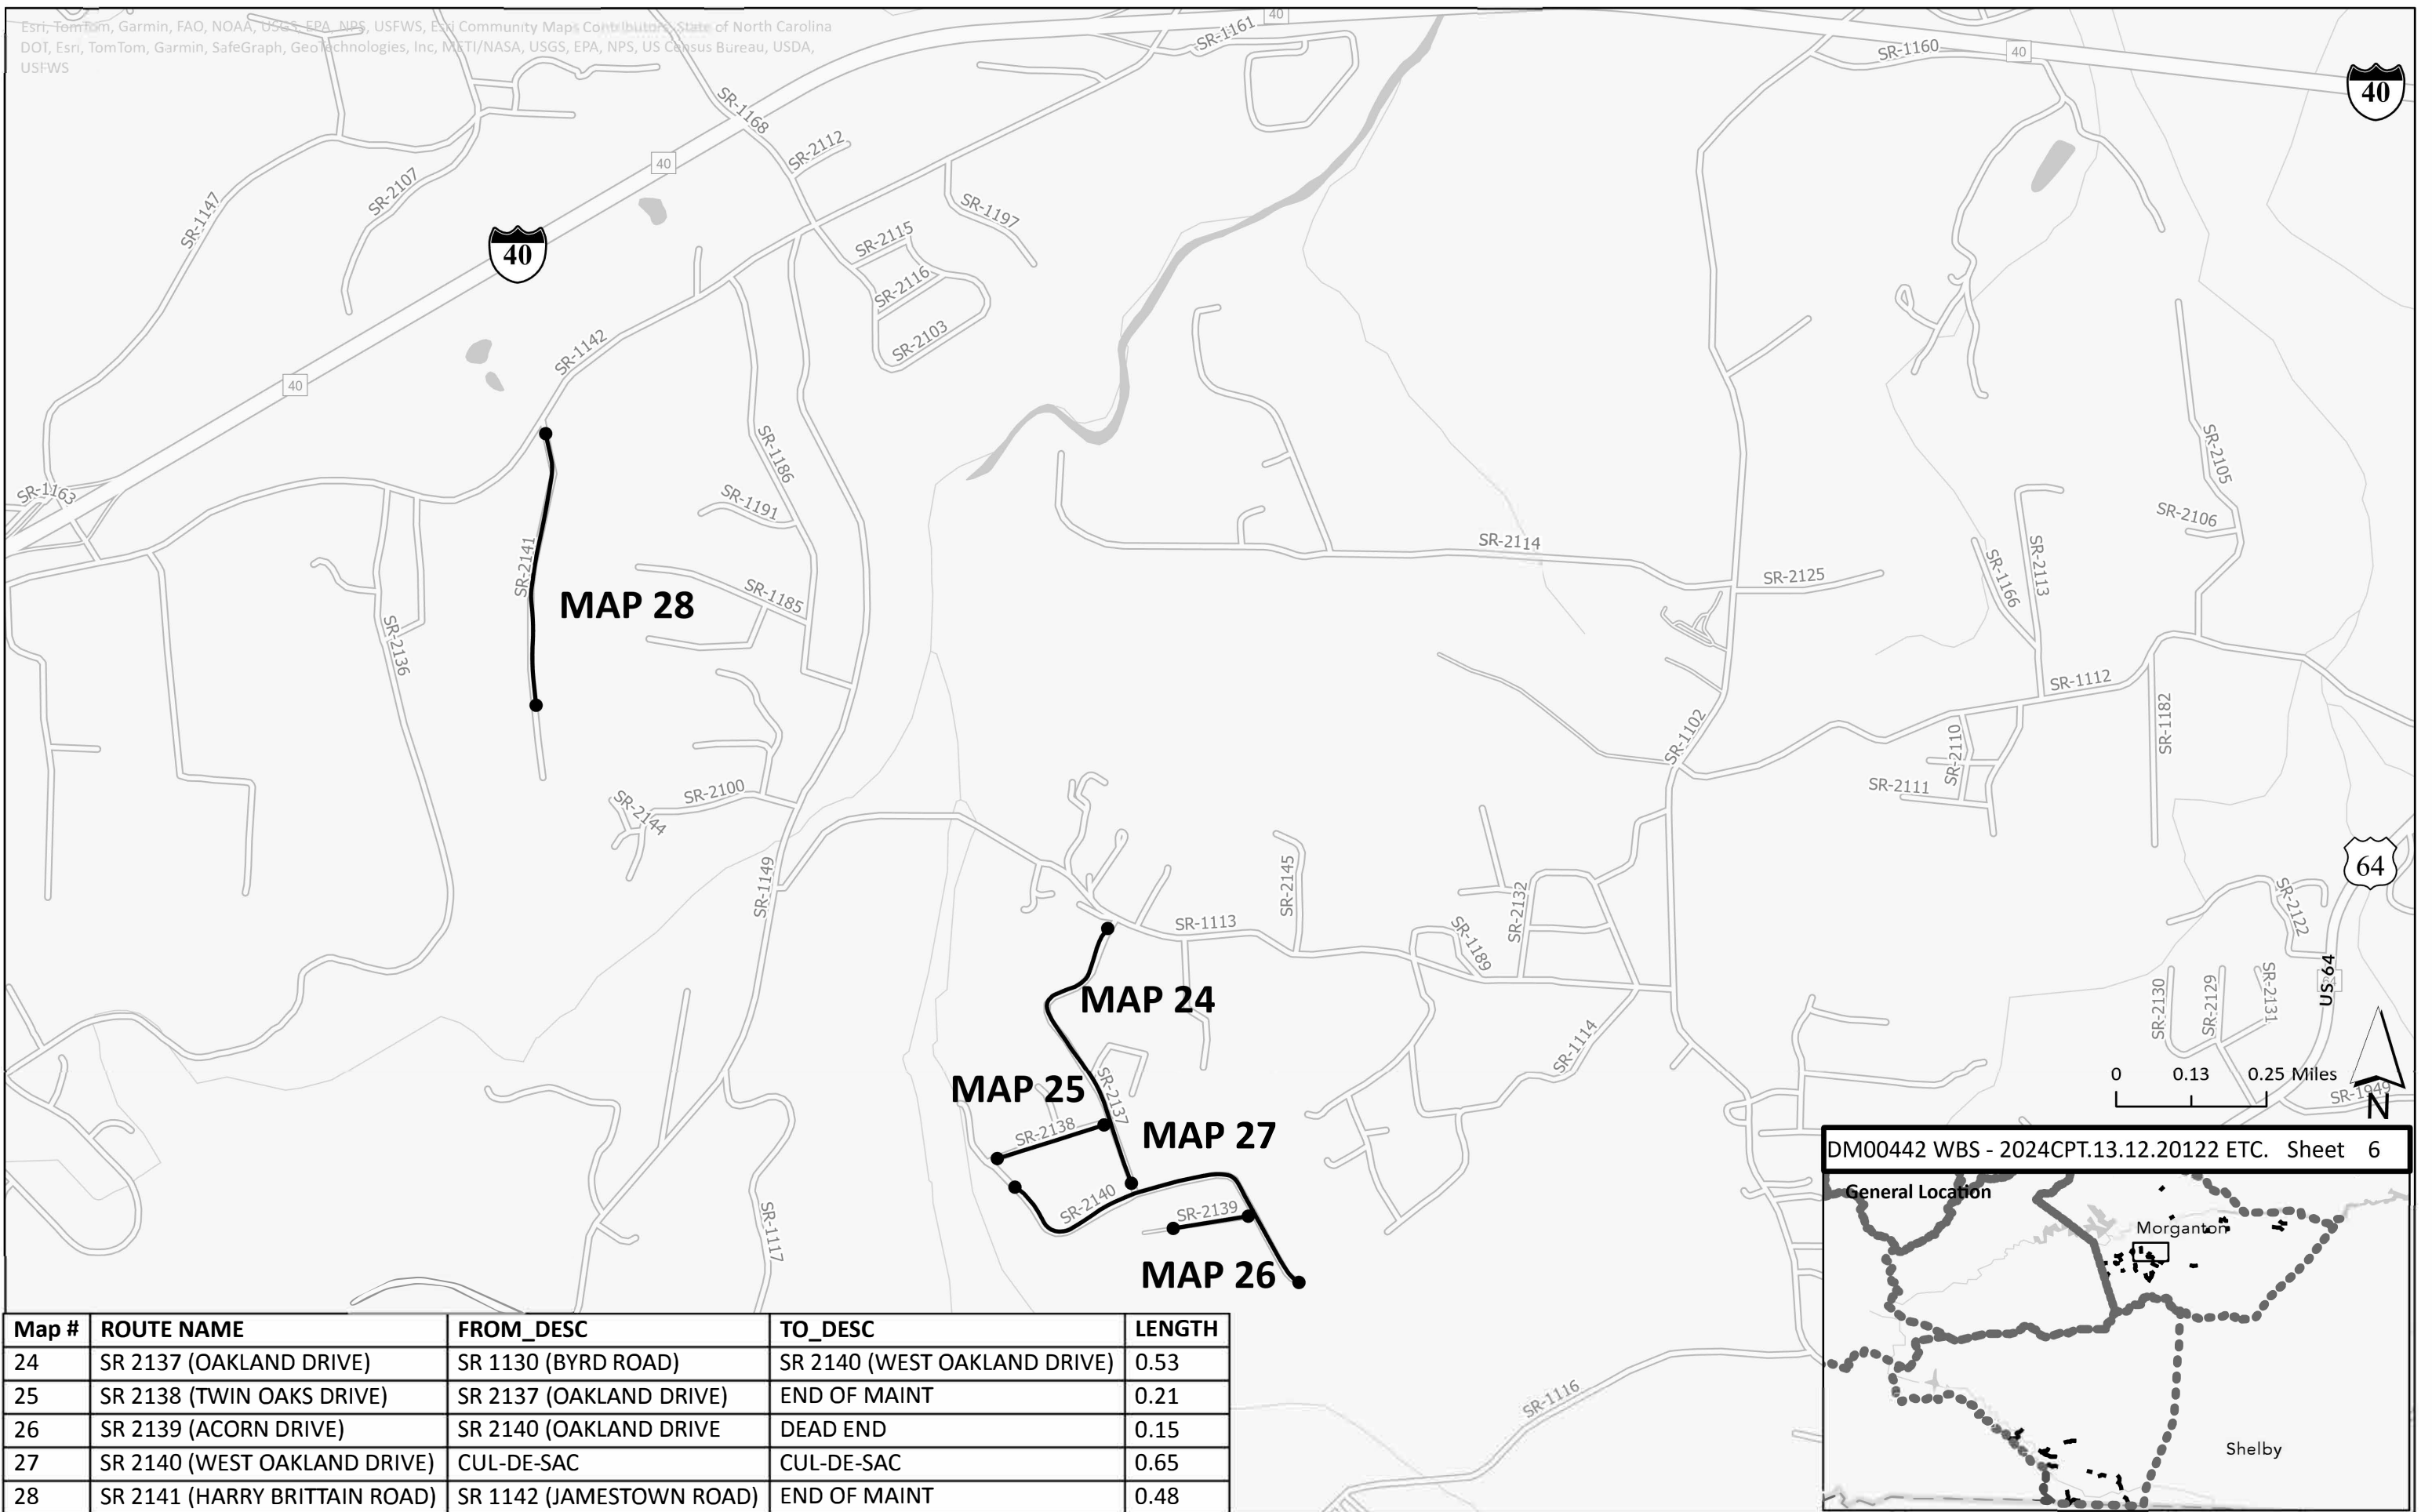 Esri, TomTom, Garmin, FAO, NOAA, USGS, EPA, NPS, USFWS, Esri Community Maps Contributors, State of North Carolina
DOT, Esri, TomTom, Garmin, SafeGraph, GeoTechnologies, Inc, METI/NASA, USGS, EPA, NPS, US Census Bureau, USDA,
USFWS
40
SR-1161
SR-1160
40
40
SR-1168
SR-2112
40
SR-2107
SR-1147
SR-1197
SR-2115
40
SR-2116
SR-2103
SR-1142
40
SR-1186
SR-2105
SR-1163
SR-1191
SR-2106
SR-2114
SR-2141
SR-2125
SR-2113
SR-1166
MAP 28
SR-1185
SR-2136
SR-1112
SR-1102
SR-1182
SR-2110
SR-2100
SR-2111
SR-2144
64
SR-1149
SR-2145
SR-2132
SR-2122
SR-1113
SR-1189
US 64
MAP 24
SR-2130
SR-2129
SR-2131
SR-1114
MAP 25
SR-2137
0 0.13 0.25 Miles
SR-1949
N
SR-2138
MAP 27
SR-2140
SR-2139
SR-1117
MAP 26
SR-1116
DM00442 WBS - 2024CPT.13.12.20122 ETC. Sheet 6
General Location
Morganton
Shelby
Map # ROUTE NAME FROM_DESC TO_DESC LENGTH
24 SR 2137 (OAKLAND DRIVE) SR 1130 (BYRD ROAD) SR 2140 (WEST OAKLAND DRIVE) 0.53
25 SR 2138 (TWIN OAKS DRIVE) SR 2137 (OAKLAND DRIVE) END OF MAINT 0.21
26 SR 2139 (ACORN DRIVE) SR 2140 (OAKLAND DRIVE DEAD END 0.15
27 SR 2140 (WEST OAKLAND DRIVE) CUL-DE-SAC CUL-DE-SAC 0.65
28 SR 2141 (HARRY BRITTAIN ROAD) SR 1142 (JAMESTOWN ROAD) END OF MAINT 0.48